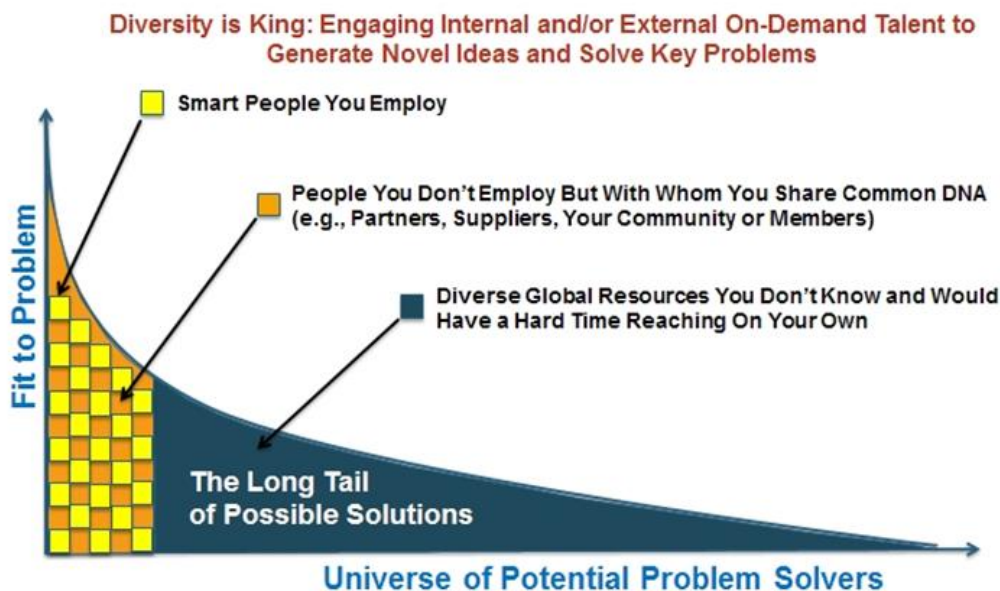 Diversity is King: Engaging Internal and/or External On-Demand Talent to
Generate Novel Ideas and Solve Key Problems
Smart People You Employ
People You Don't Employ But With Whom You Share Common DNA
(e.g., Partners, Suppliers, Your Community or Members)
Diverse Global Resources You Don't Know and Would
Have a Hard Time Reaching On Your Own
Fit to Problem
The Long Tail
of Possible Solutions
Universe of Potential Problem Solvers